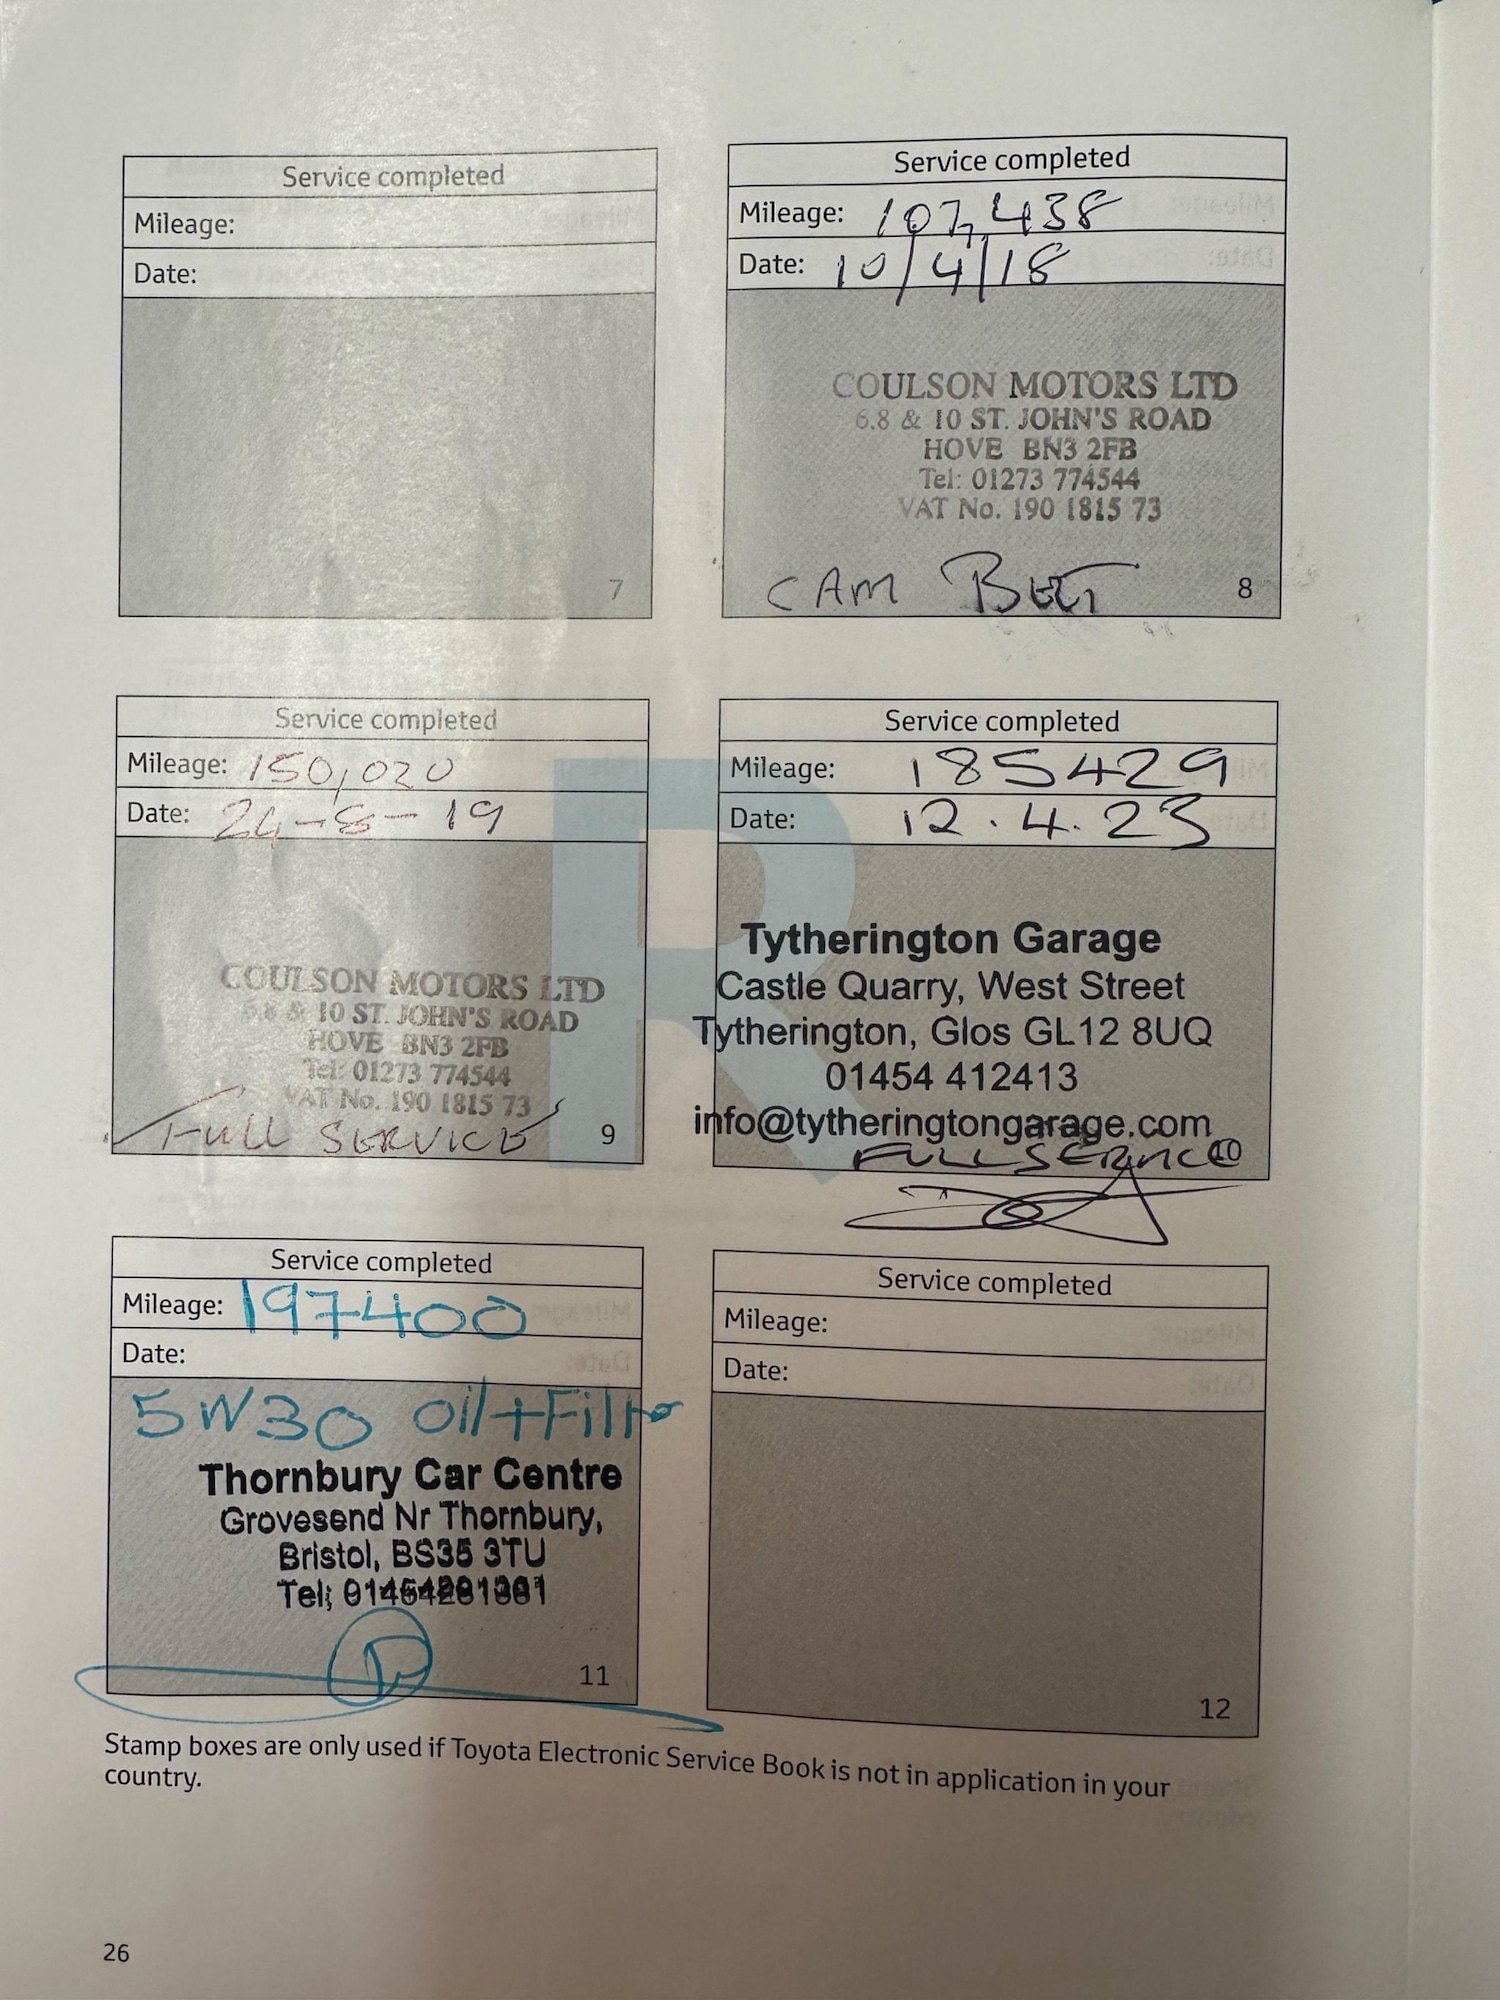 Service completed
Mileage:
Date:
7
Service completed
Mileage: 107,438
Date: 10/4/18
COULSON MOTORS LTD
6.8 & 10 ST. JOHN'S ROAD
HOVE BN3 2FB
Tel: 01273 774544
VAT No. 190 1815 73
CAM BELT
8
Service completed
Mileage: 150,020
Date: 24-8-19
COULSON MOTORS LTD
6.8 & 10 ST. JOHN'S ROAD
HOVE BN3 2FB
Tel: 01273 774544
VAT No. 190 1815 73
FULL SERVICE
9
Service completed
Mileage: 185429
Date: 12.4.23
Tytherington Garage
Castle Quarry, West Street
Tytherington, Glos GL12 8UQ
01454 412413
info@tytheringtongarage.com
FULL SERVICE
10
Service completed
Mileage: 197400
Date:
5W30 Oil+Filter
Thornbury Car Centre
Grovesend Nr Thornbury,
Bristol, BS35 3TU
Tel;
11
Service completed
Mileage:
Date:
12
Stamp boxes are only used if Toyota Electronic Service Book is not in application in your
country.
26
R